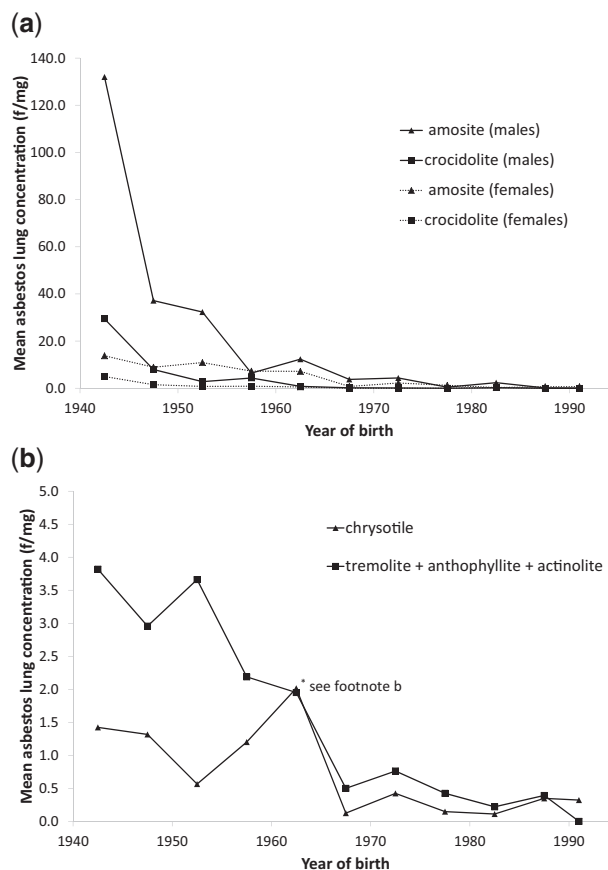 (a)
Mean asbestos lung concentration (f/mg)
140.0
120.0
100.0
80.0
60.0
40.0
20.0
0.0
amosite (males)
crocidolite (males)
amosite (females)
crocidolite (females)
1940 1950 1960 1970 1980 1990
Year of birth
(b)
Mean asbestos lung concentration (f/mg)
5.0
4.5
4.0
3.5
3.0
2.5
2.0
1.5
1.0
0.5
0.0
chrysotile
tremolite + anthophyllite + actinolite
* see footnote b
1940 1950 1960 1970 1980 1990
Year of birth